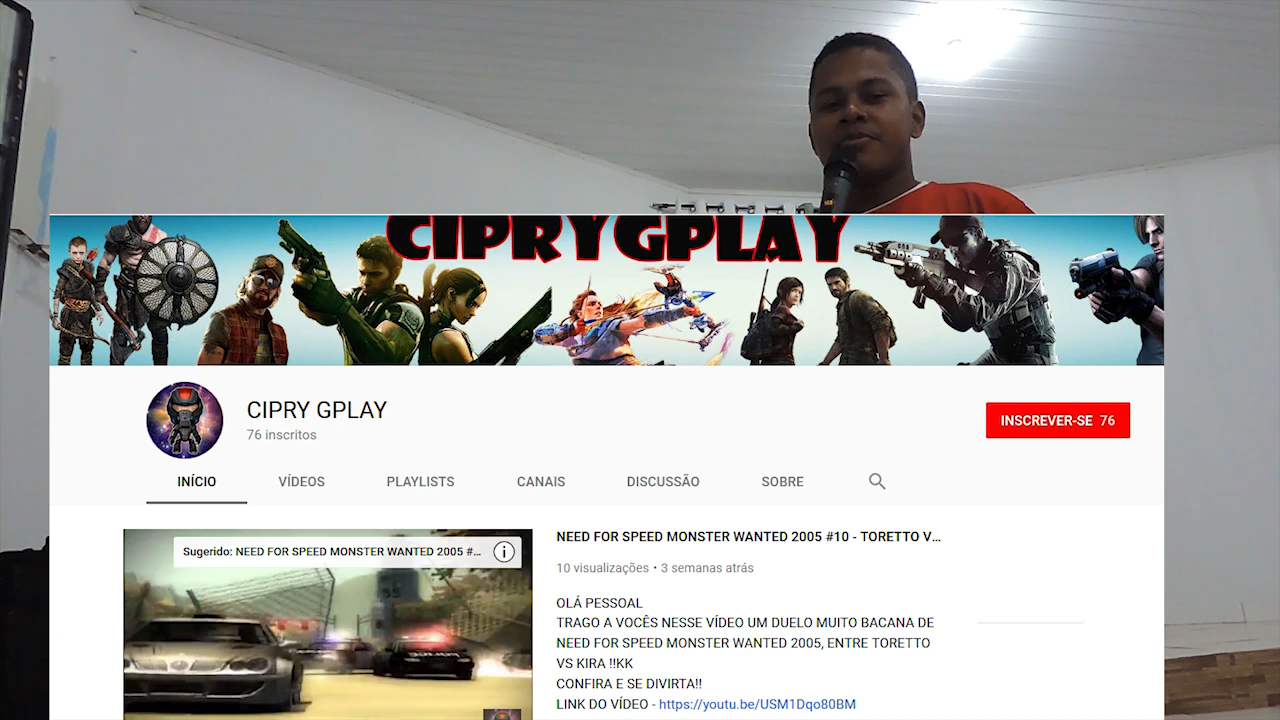 CIPRYGPLAY
CIPRY GPLAY
76 inscritos
INSCREVER-SE 76
INÍCIO VÍDEOS PLAYLISTS CANAIS DISCUSSÃO SOBRE
Sugerido: NEED FOR SPEED MONSTER WANTED 2005 #...
NEED FOR SPEED MONSTER WANTED 2005 #10 - TORETTO V...
10 visualizações • 3 semanas atrás
OLÁ PESSOAL
TRAGO A VOCÊS NESSE VÍDEO UM DUELO MUITO BACANA DE
NEED FOR SPEED MONSTER WANTED 2005, ENTRE TORETTO
VS KIRA !!KK
CONFIRA E SE DIVIRTA!!
LINK DO VÍDEO - https://youtu.be/USM1Dqo80BM